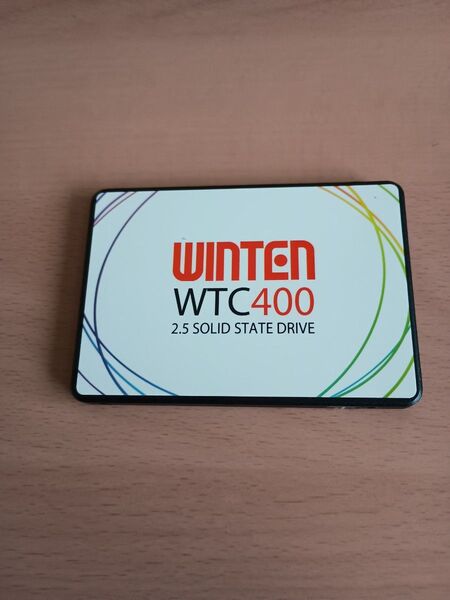 WINTEN
WTC400
2.5 SOLID STATE DRIVE